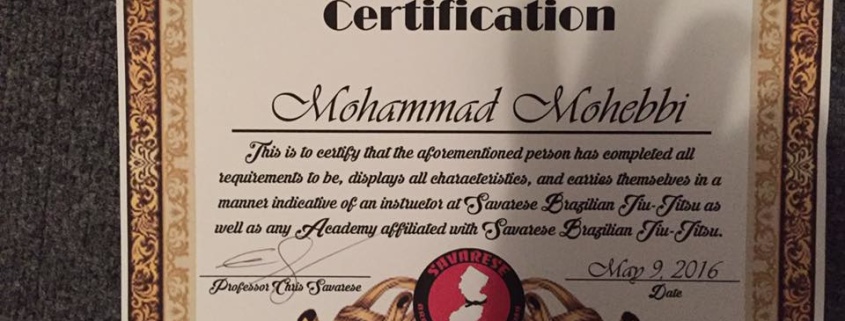 Certification
Mohammad Mohebbi
This is to certify that the aforementioned person has completed all
requirements to be, displays all characteristics, and carries themselves in a
manner indicative of an instructor at Savarese Brazilian Jiu-Jitsu as
well as any Academy affiliated with Savarese Brazilian Jiu-Jitsu.
May 9, 2016
Professor Chris Savarese
Date
SAVARESE